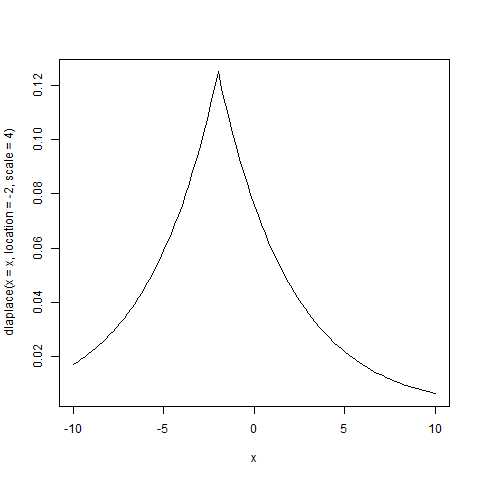 dlaplace(x = x, location = -2, scale = 4)
0.12
0.10
0.08
0.06
0.04
0.02
-10 -5 0 5 10
x